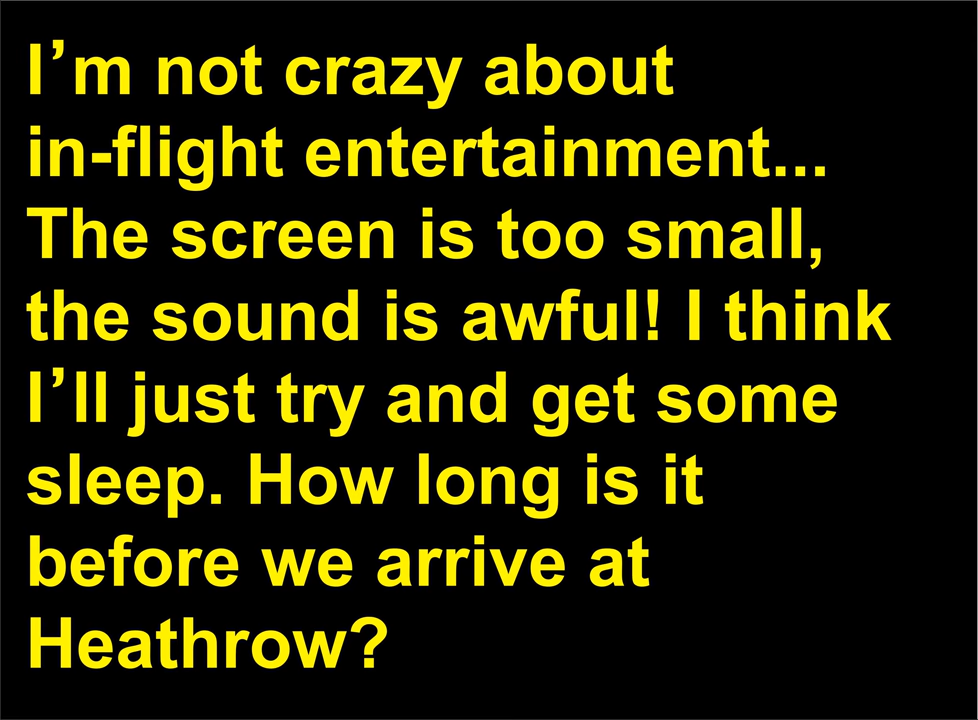 I’m not crazy about
in-flight entertainment...
The screen is too small,
the sound is awful! I think
I’ll just try and get some
sleep. How long is it
before we arrive at
Heathrow?